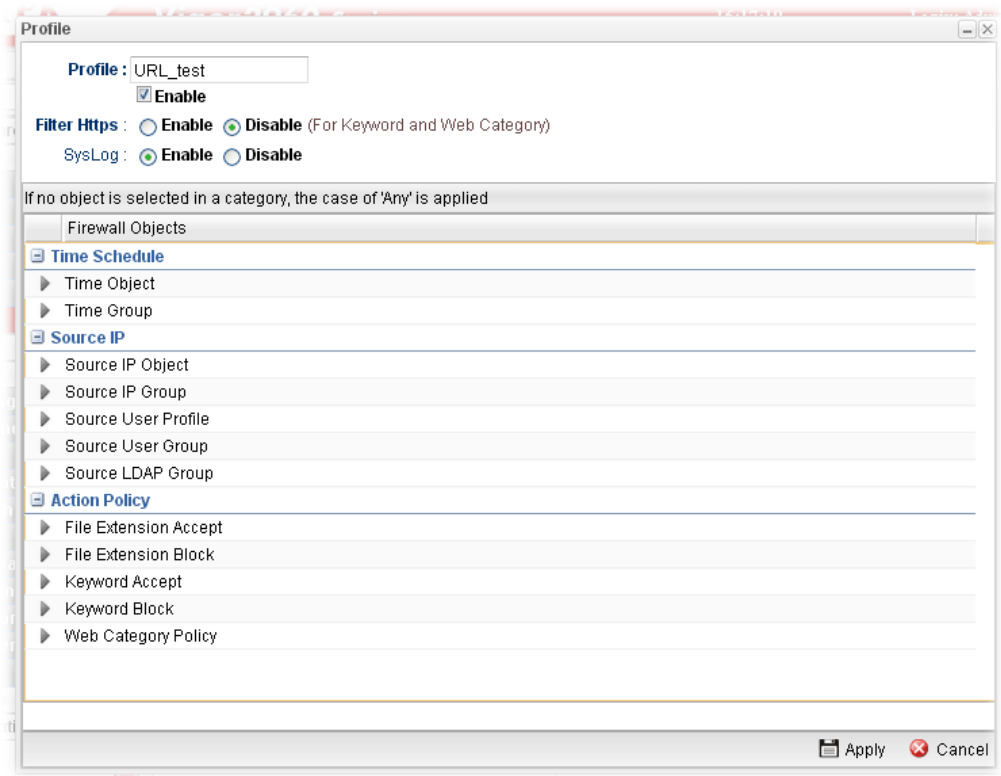 Profile
Profile : URL_test
Enable
Filter Https : Enable Disable (For Keyword and Web Category)
SysLog : Enable Disable
If no object is selected in a category, the case of 'Any' is applied
Firewall Objects
Time Schedule
Time Object
Time Group
Source IP
Source IP Object
Source IP Group
Source User Profile
Source User Group
Source LDAP Group
Action Policy
File Extension Accept
File Extension Block
Keyword Accept
Keyword Block
Web Category Policy
Apply Cancel